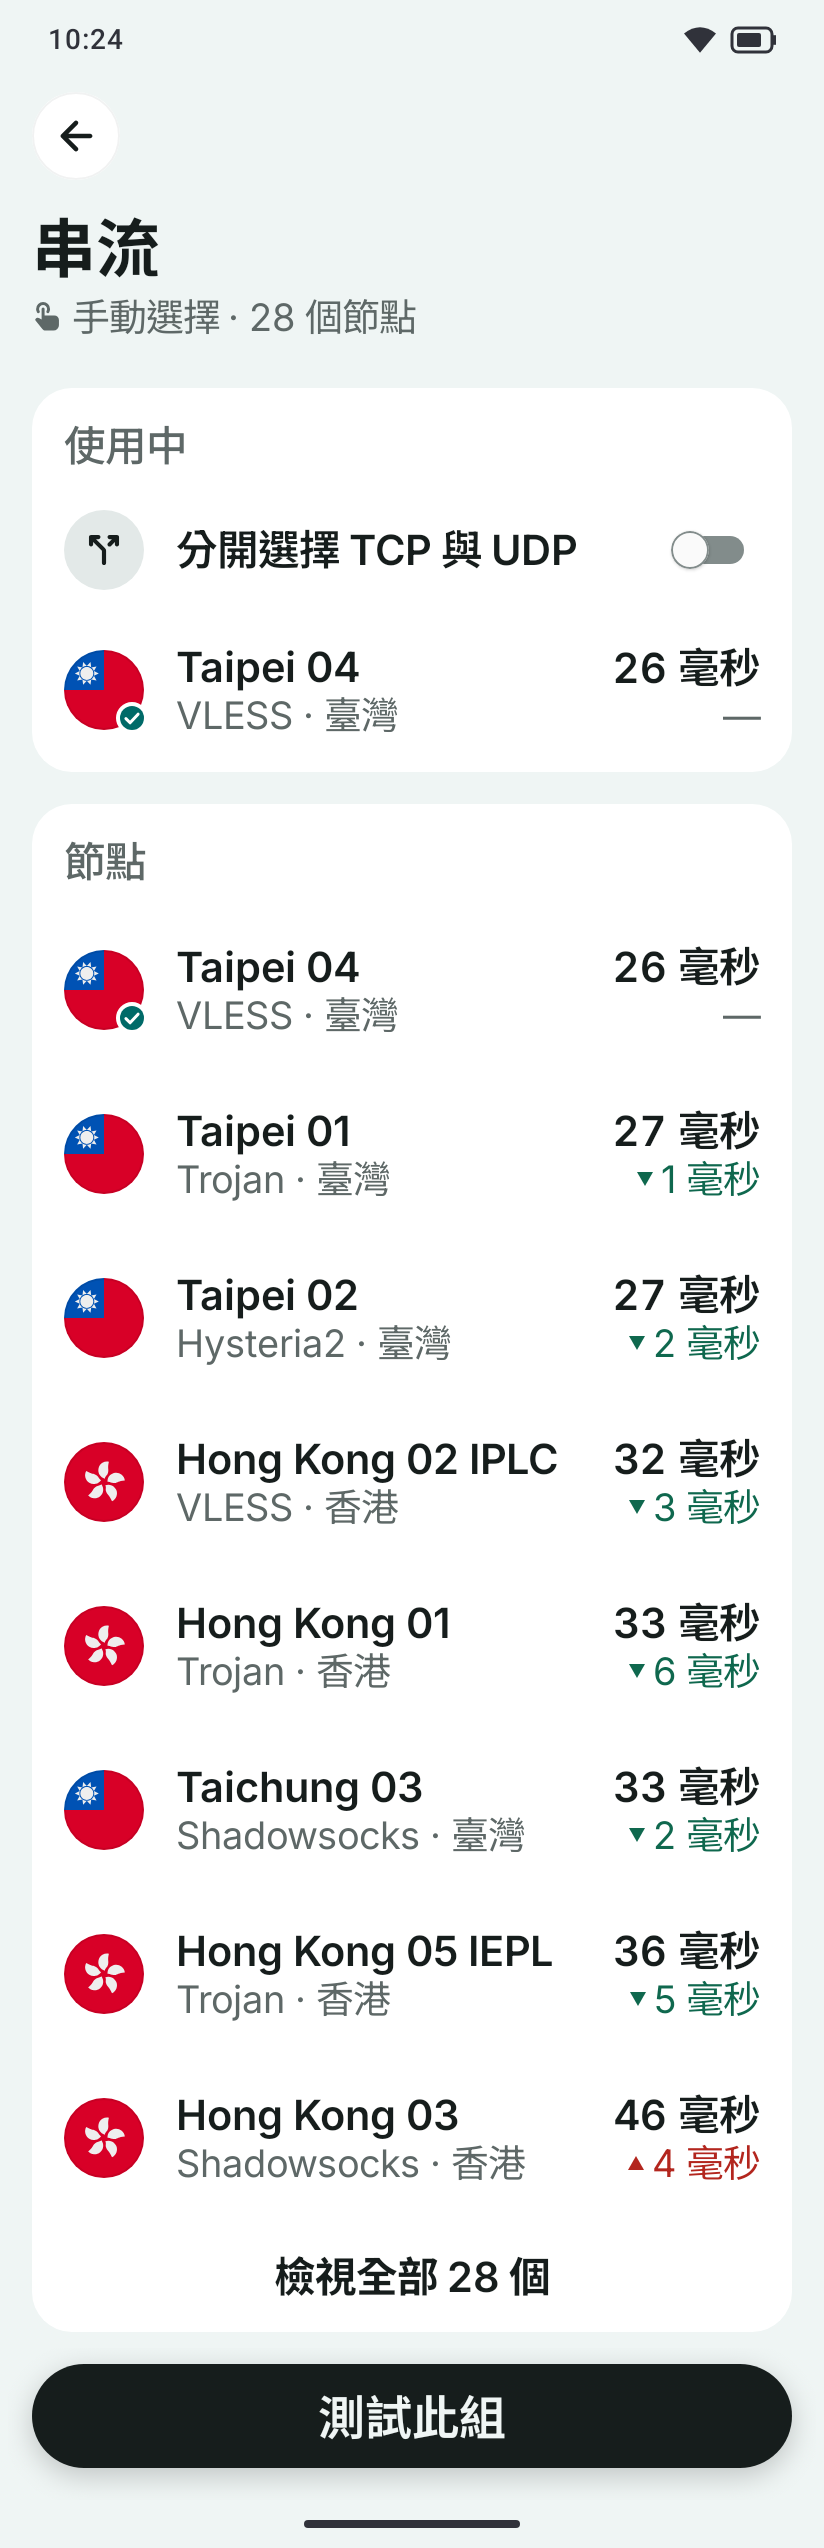 10:24
串流
手動選擇 · 28 個節點
使用中
分開選擇 TCP 與 UDP
Taipei 04
26 毫秒
VLESS · 臺灣
—
節點
Taipei 04
26 毫秒
VLESS · 臺灣
—
Taipei 01
27 毫秒
Trojan · 臺灣
▼1 毫秒
Taipei 02
27 毫秒
Hysteria2 · 臺灣
▼2 毫秒
Hong Kong 02 IPLC
32 毫秒
VLESS · 香港
▼3 毫秒
Hong Kong 01
33 毫秒
Trojan · 香港
▼6 毫秒
Taichung 03
33 毫秒
Shadowsocks · 臺灣
▼2 毫秒
Hong Kong 05 IEPL
36 毫秒
Trojan · 香港
▼5 毫秒
Hong Kong 03
46 毫秒
Shadowsocks · 香港
▲4 毫秒
檢視全部 28 個
測試此組